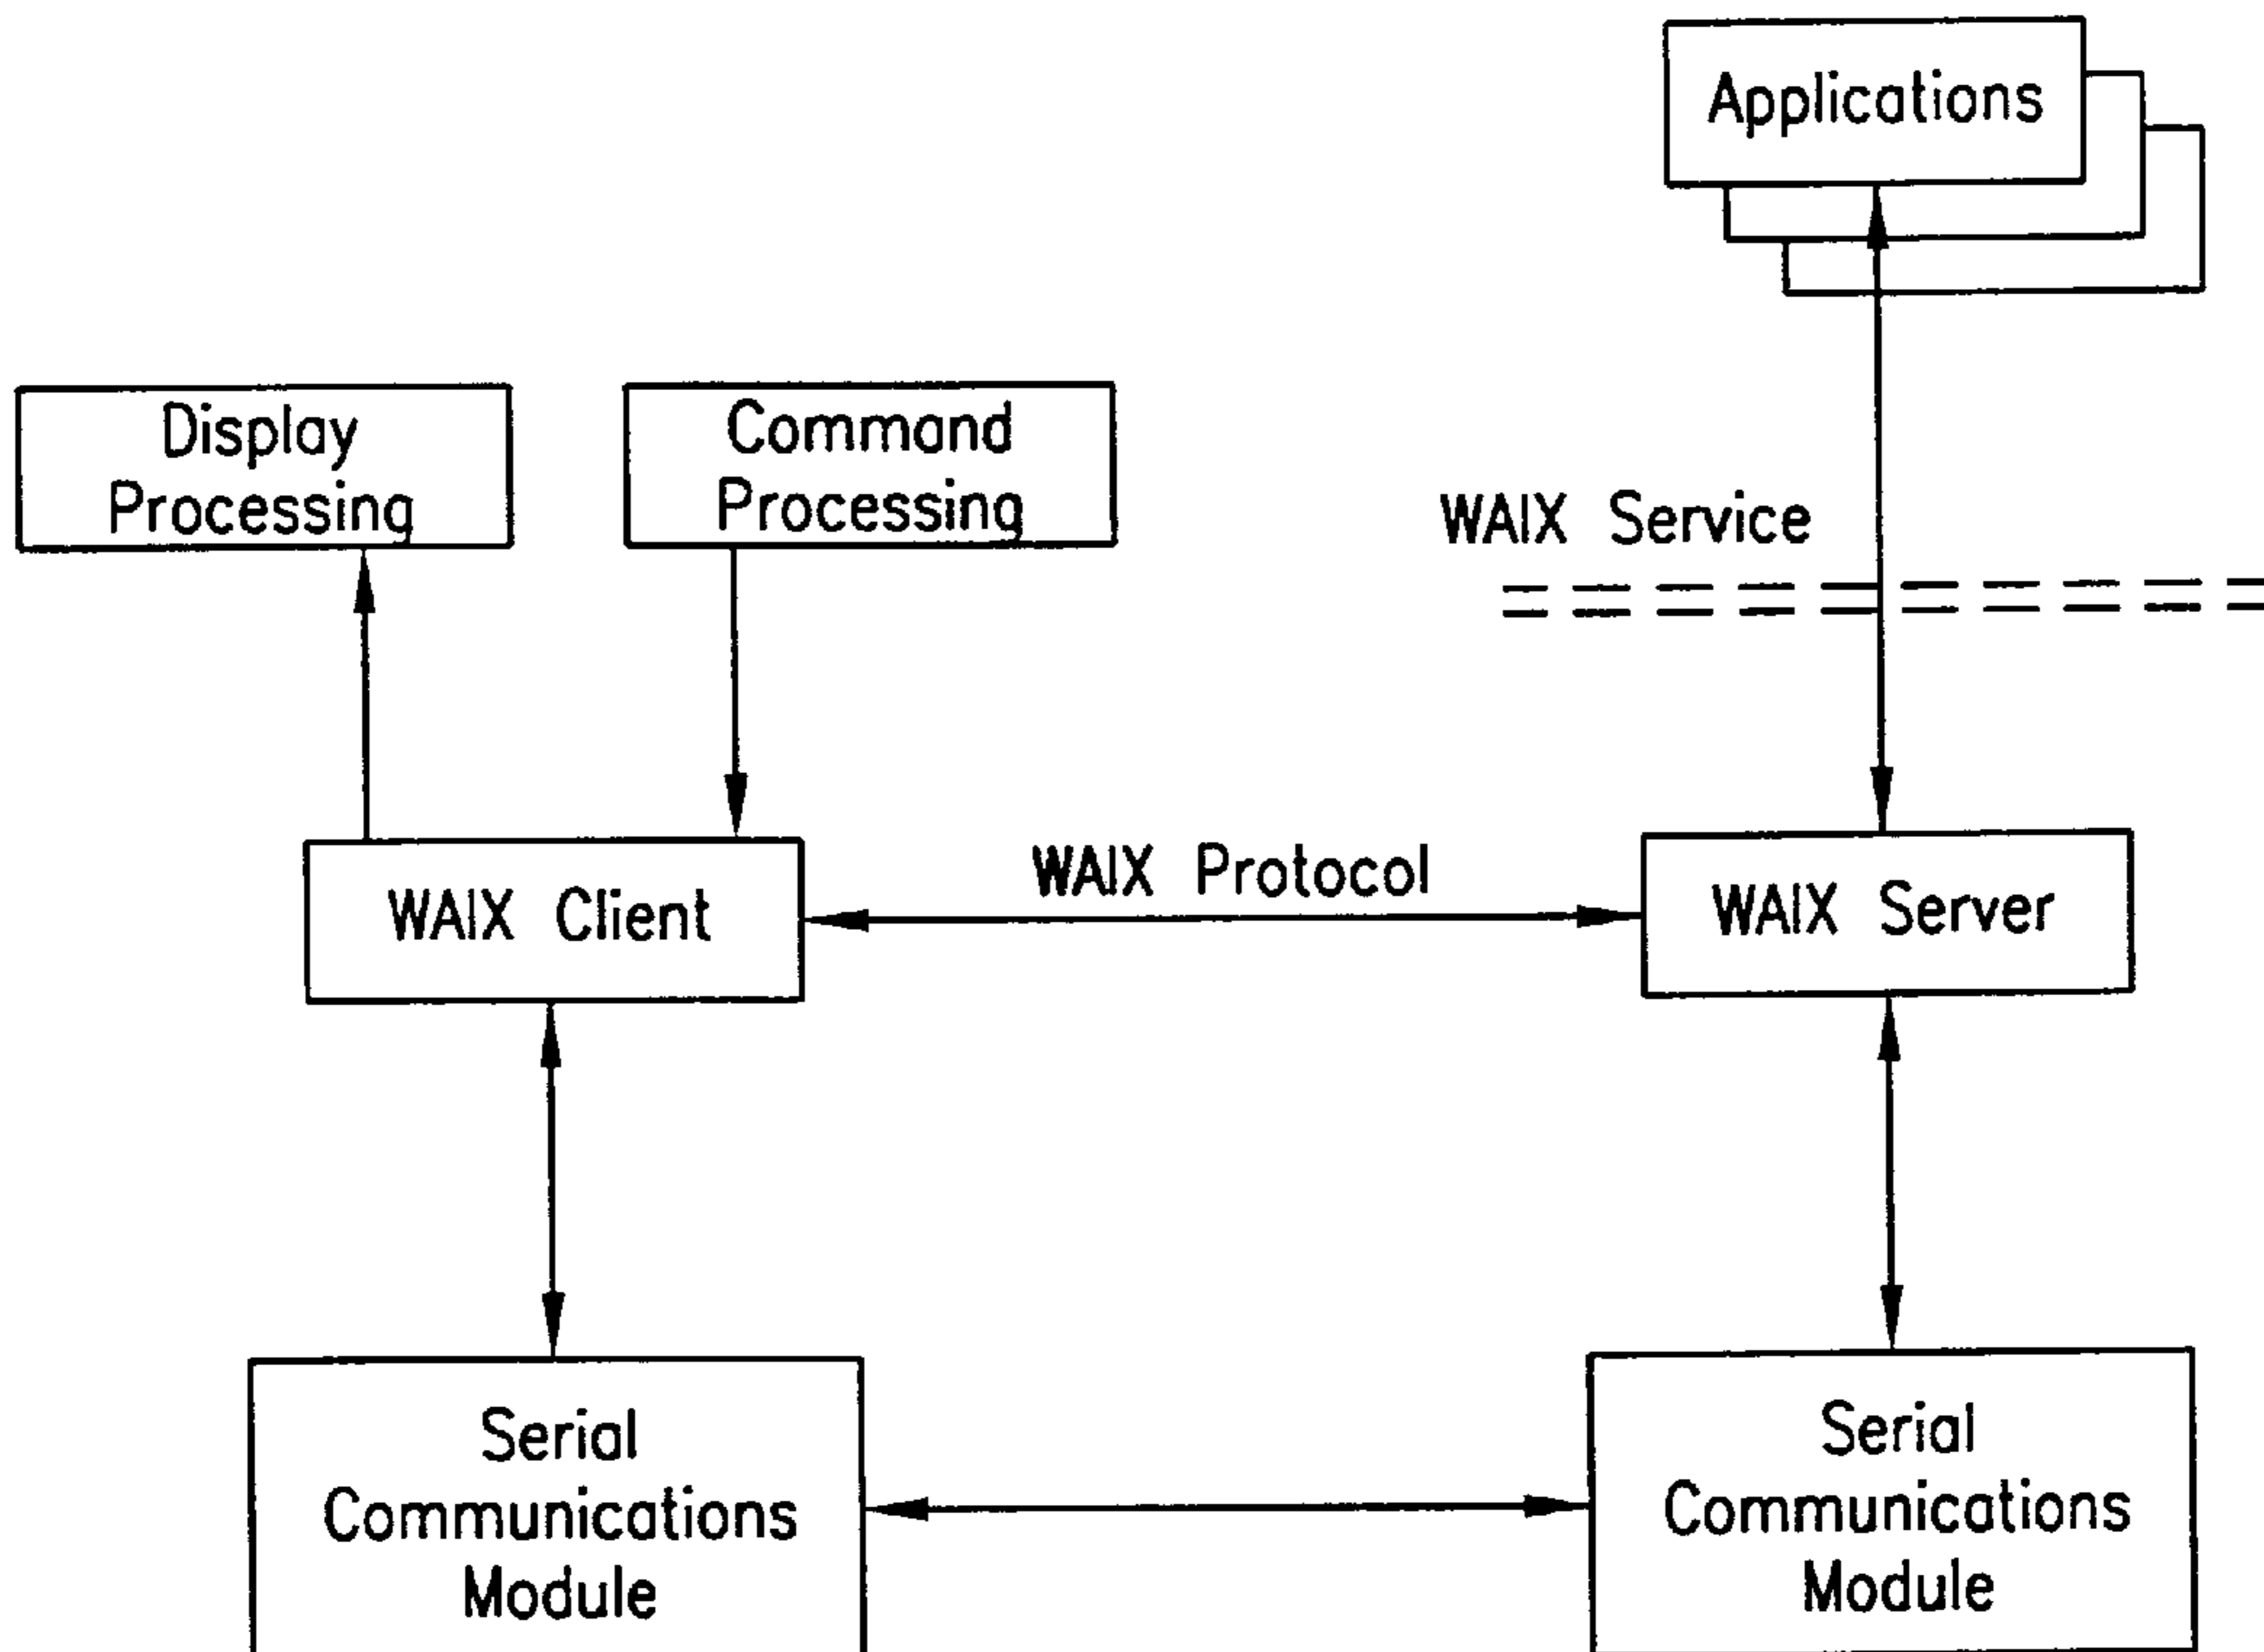 Applications
Display
Processing
Command
Processing
WAIX Service
WAIX Protocol
WAIX Client
WAIX Server
Serial
Communications
Module
Serial
Communications
Module